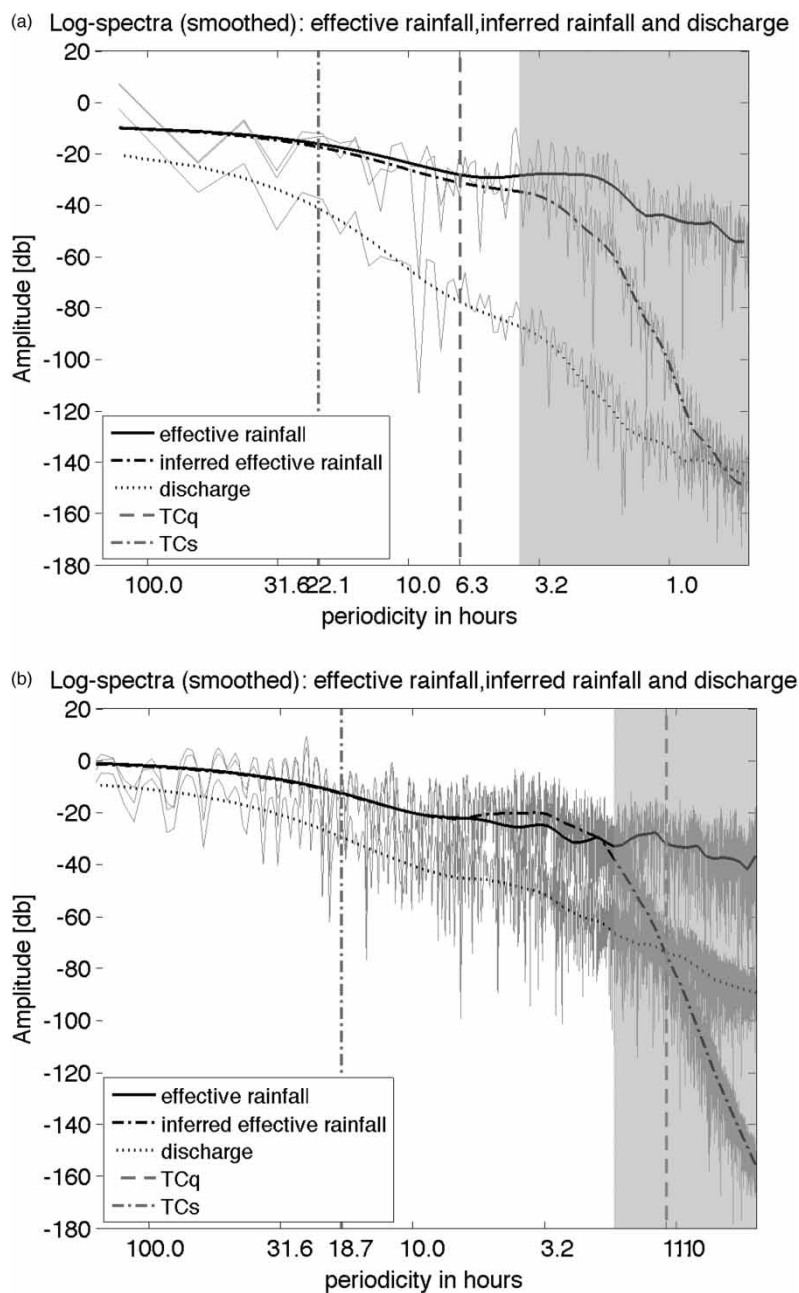 (a) Log-spectra (smoothed): effective rainfall,inferred rainfall and discharge
20
0
-20
-40
-60
-80
-100
-120
-140
-160
-180
Amplitude [db]
effective rainfall
inferred effective rainfall
discharge
TCq
TCs
100.0 31.6 22.1 10.0 6.3 3.2 1.0
periodicity in hours
(b) Log-spectra (smoothed): effective rainfall,inferred rainfall and discharge
20
0
-20
-40
-60
-80
-100
-120
-140
-160
-180
Amplitude [db]
effective rainfall
inferred effective rainfall
discharge
TCq
TCs
100.0 31.6 18.7 10.0 3.2 1110
periodicity in hours